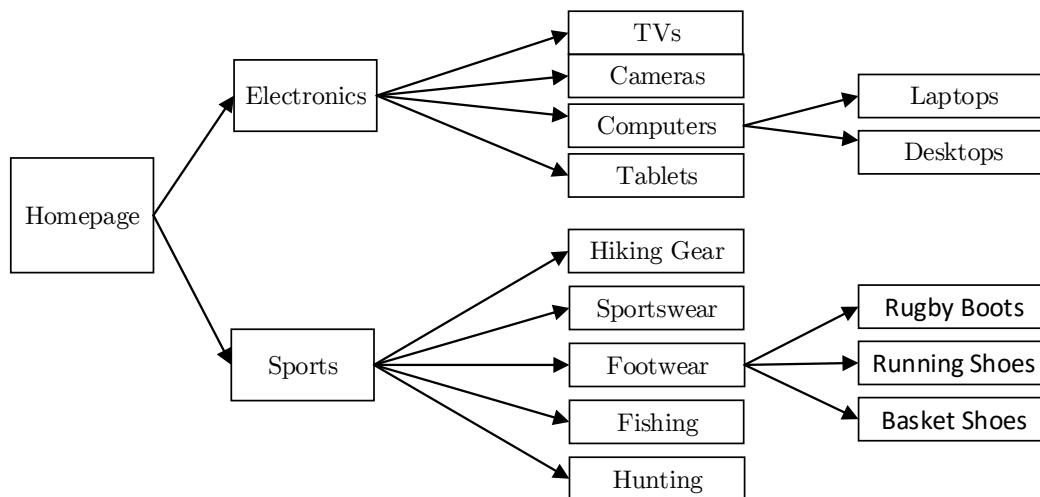 Homepage
Electronics
TVs
Cameras
Computers
Tablets
Laptops
Desktops
Sports
Hiking Gear
Sportswear
Footwear
Fishing
Hunting
Rugby Boots
Running Shoes
Basket Shoes